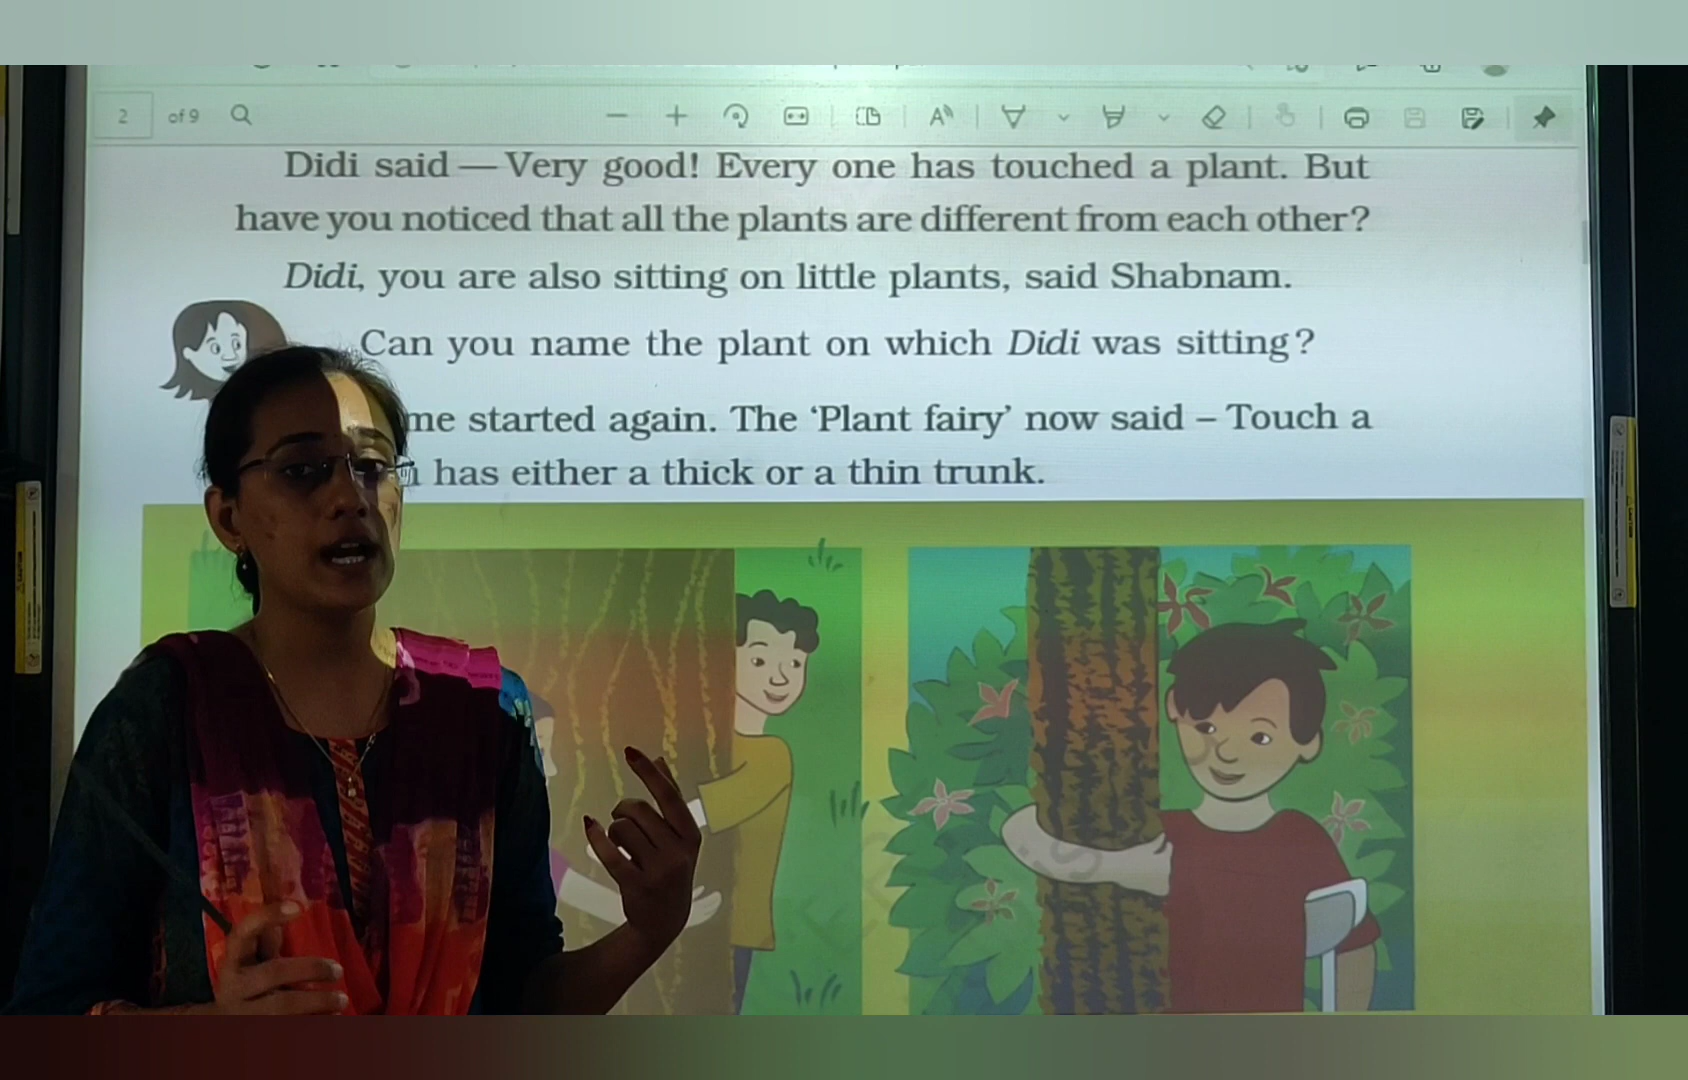 2 of 9
Didi said — Very good! Every one has touched a plant. But
have you noticed that all the plants are different from each other?
Didi, you are also sitting on little plants, said Shabnam.
Can you name the plant on which Didi was sitting?
me started again. The ‘Plant fairy’ now said – Touch a
has either a thick or a thin trunk.